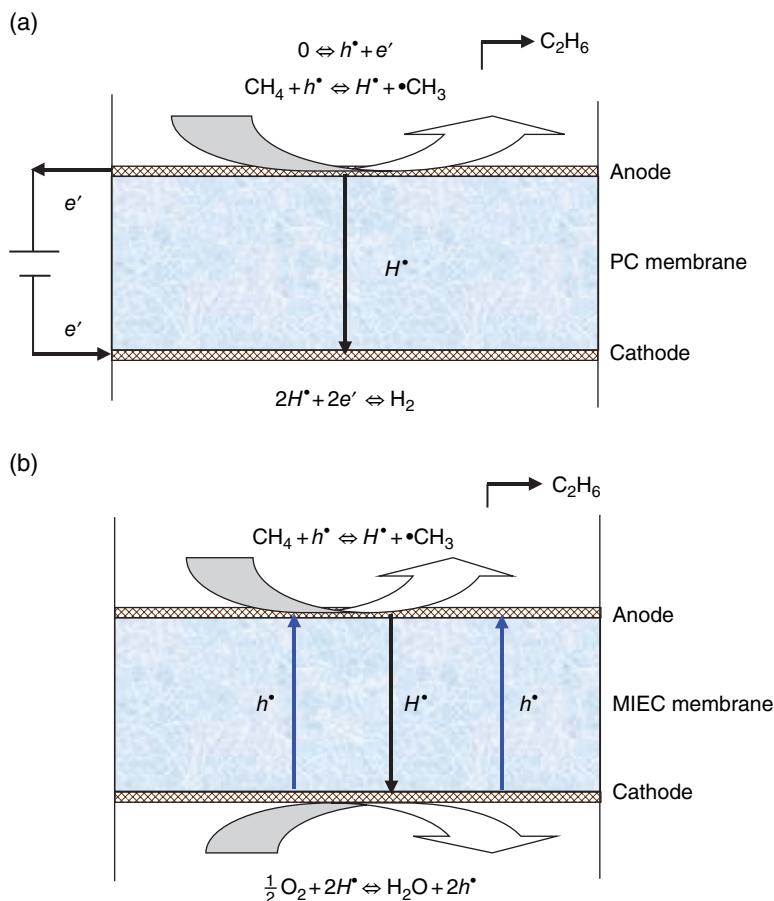 (a)
0 ⇔ h• + e′
C₂H₆
CH₄ + h• ⇔ H• + •CH₃
Anode
e′
H•
PC membrane
e′
Cathode
2H• + 2e′ ⇔ H₂
(b)
C₂H₆
CH₄ + h• ⇔ H• + •CH₃
Anode
h•
H•
h•
MIEC membrane
Cathode
½O₂ + 2H• ⇔ H₂O + 2h•